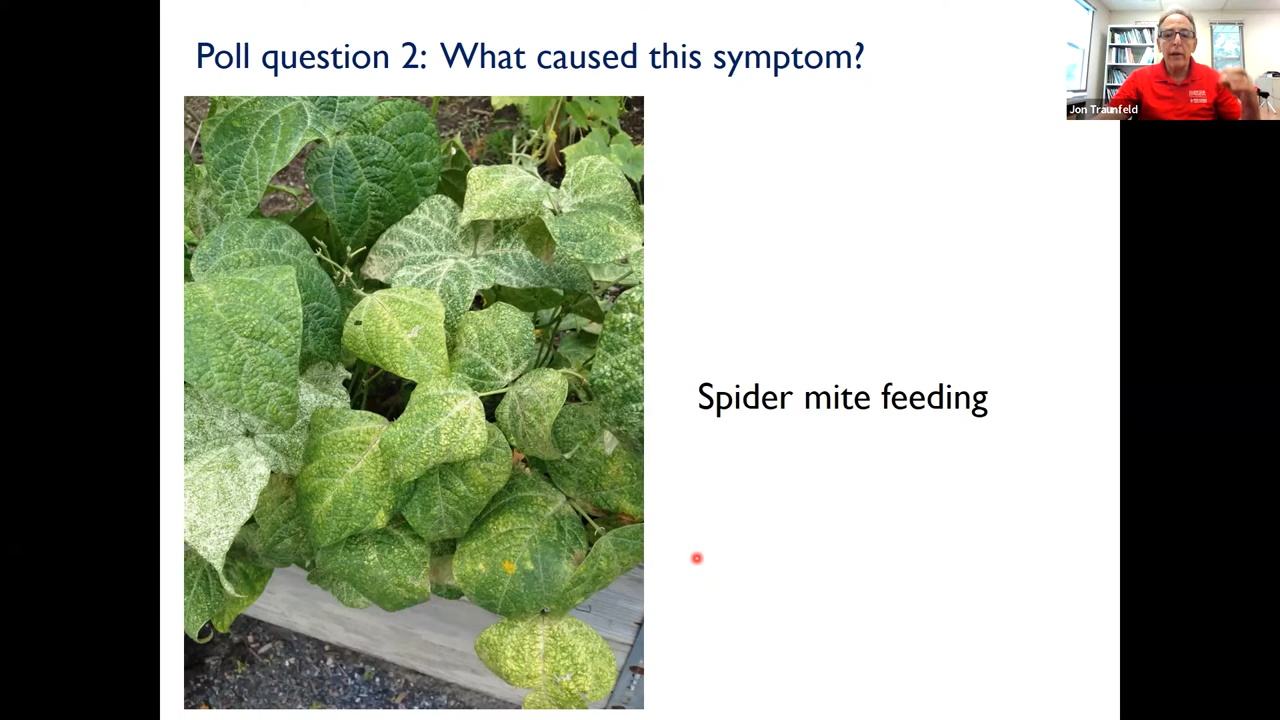 Poll question 2: What caused this symptom?
Jon Traunfeld
Spider mite feeding